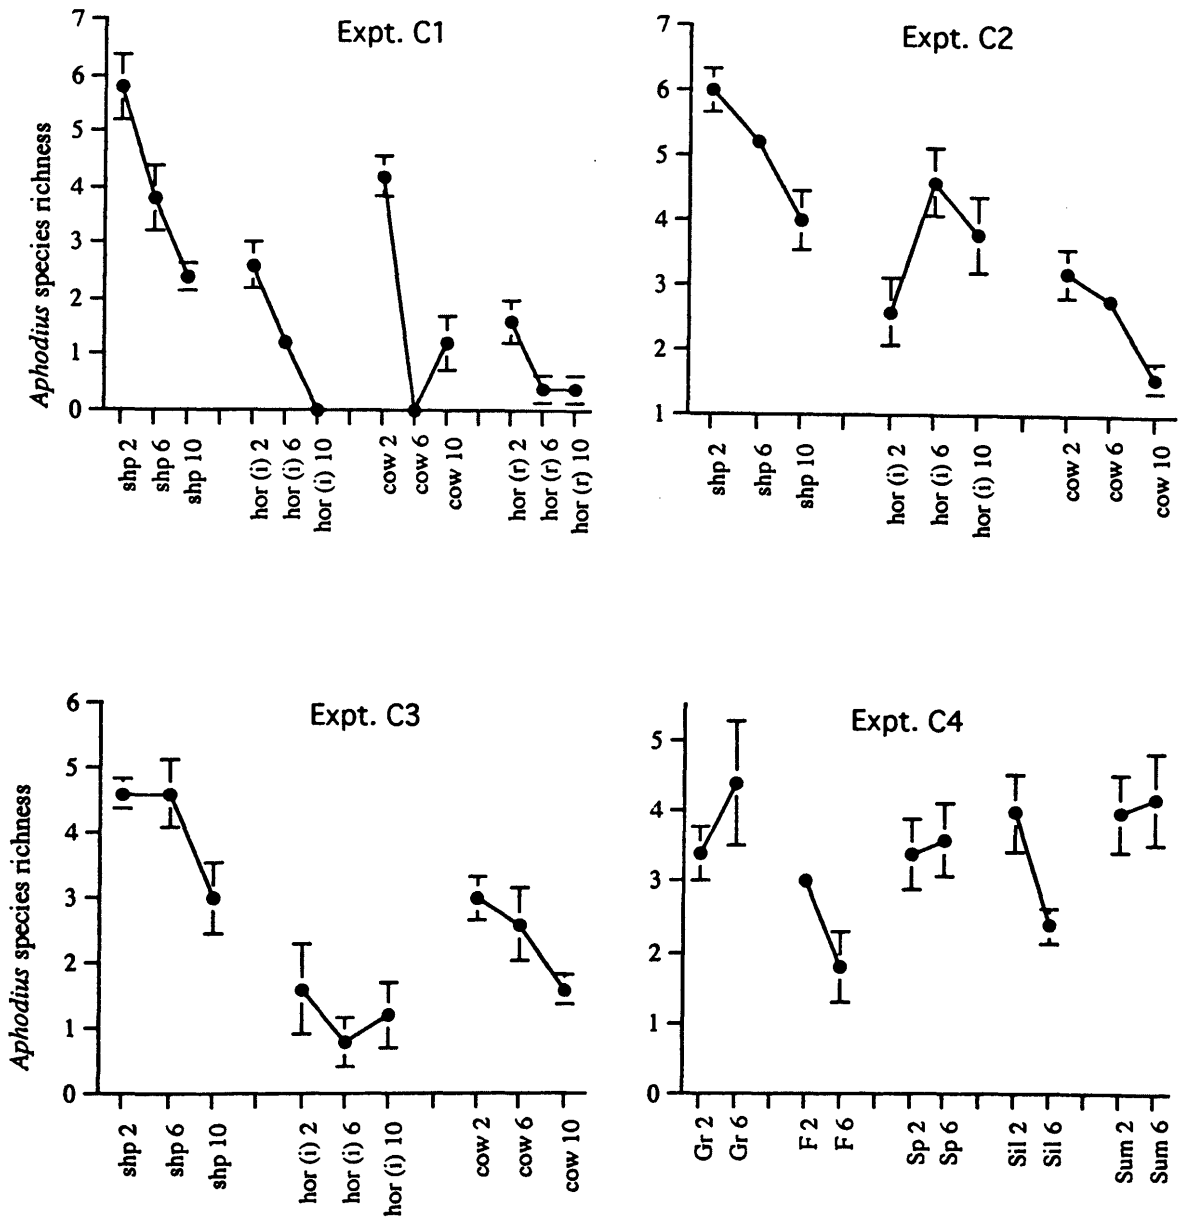 Expt. C1
Aphodius species richness
7
6
5
4
3
2
1
0
shp 2
shp 6
shp 10
hor (i) 2
hor (i) 6
hor (i) 10
cow 2
cow 6
cow 10
hor (r) 2
hor (r) 6
hor (r) 10
Expt. C2
7
6
5
4
3
2
1
shp 2
shp 6
shp 10
hor (i) 2
hor (i) 6
hor (i) 10
cow 2
cow 6
cow 10
Expt. C3
Aphodius species richness
6
5
4
3
2
1
0
shp 2
shp 6
shp 10
hor (i) 2
hor (i) 6
hor (i) 10
cow 2
cow 6
cow 10
Expt. C4
5
4
3
2
1
0
Gr 2
Gr 6
F 2
F 6
Sp 2
Sp 6
Sil 2
Sil 6
Sum 2
Sum 6